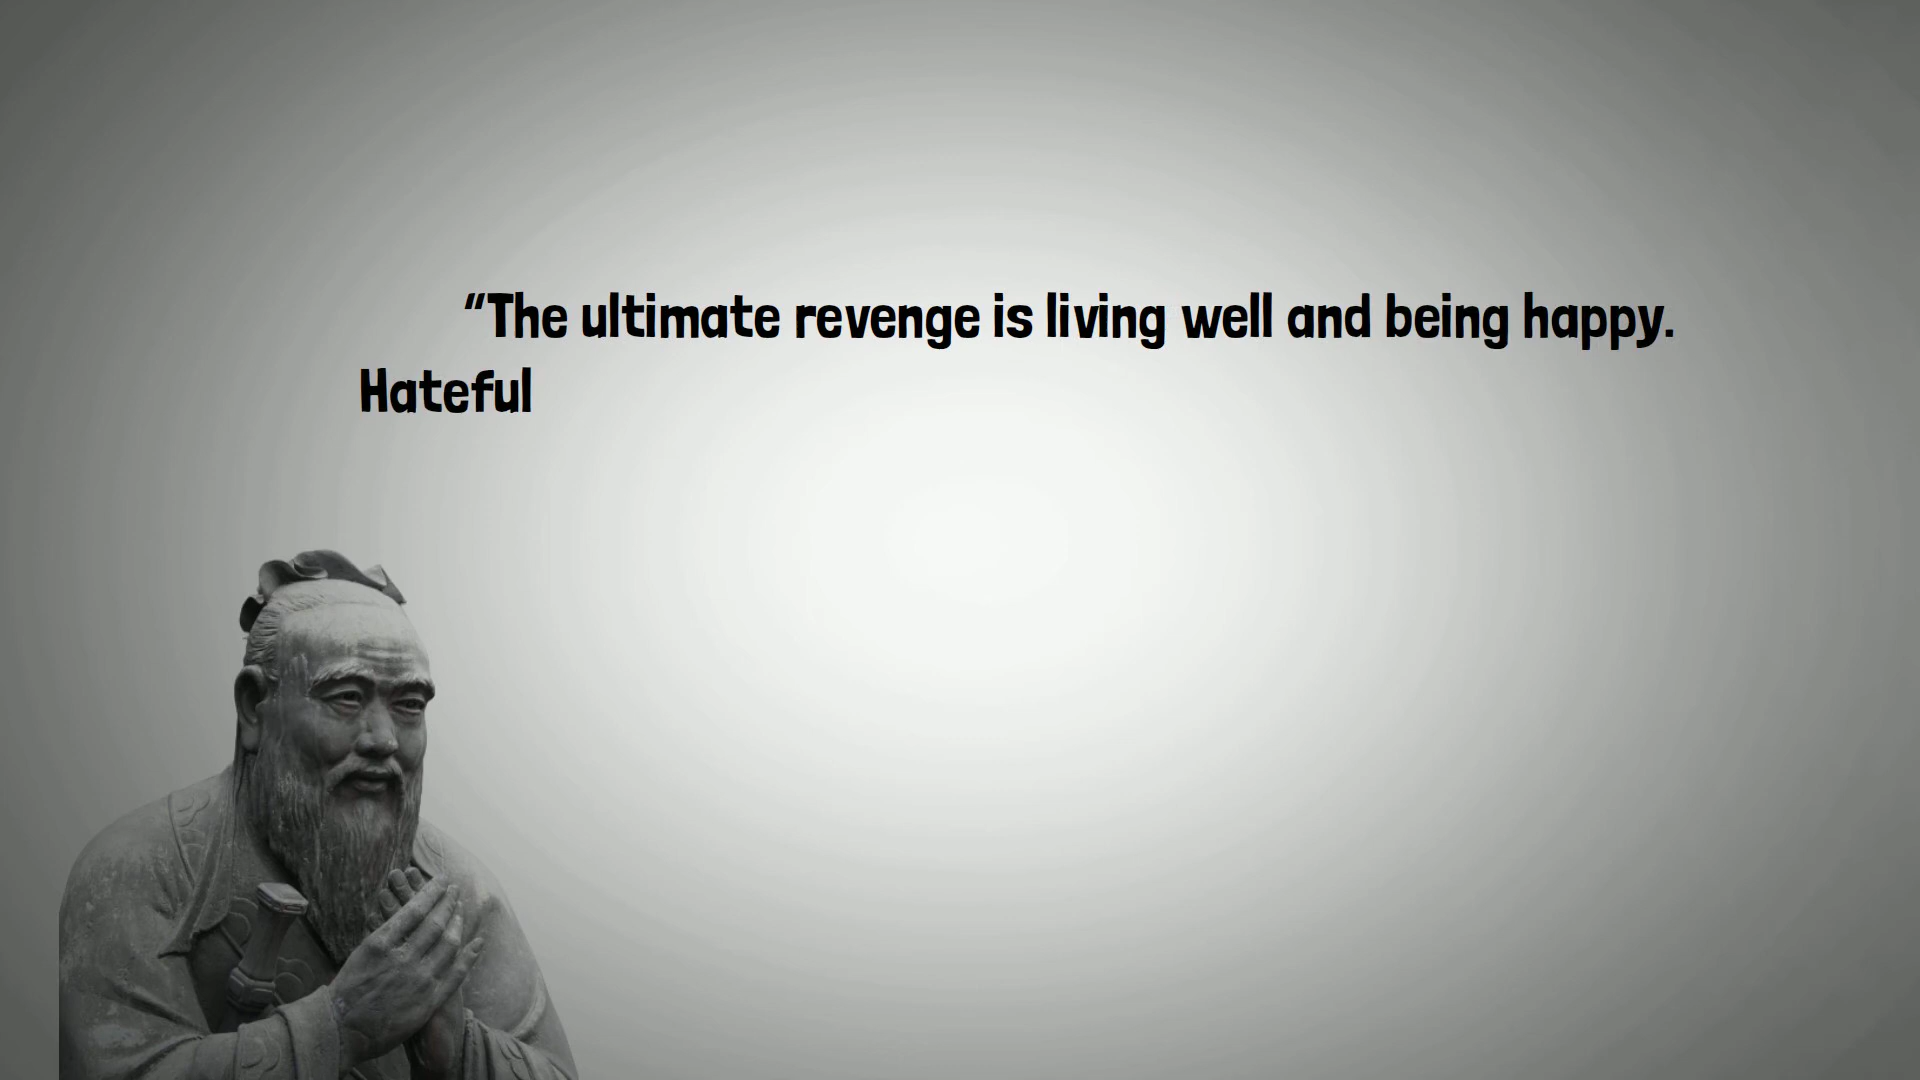 “The ultimate revenge is living well and being happy.
Hateful